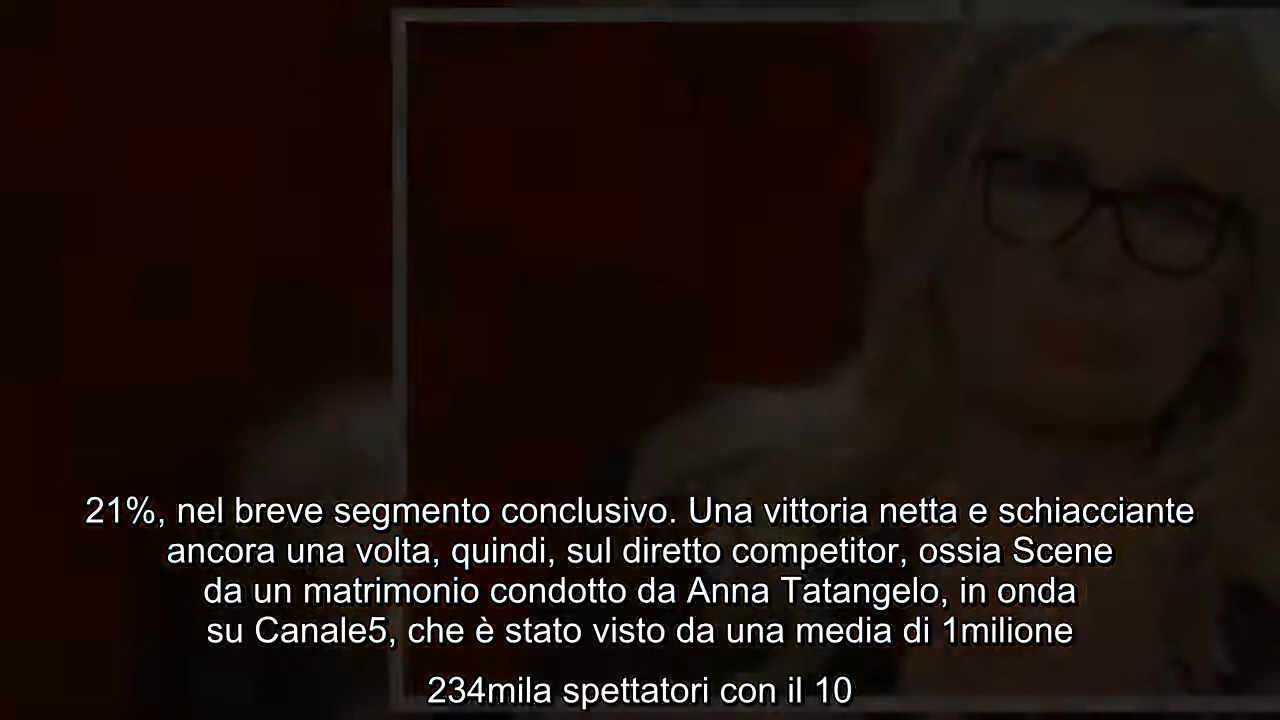 21%, nel breve segmento conclusivo. Una vittoria netta e schiacciante
ancora una volta, quindi, sul diretto competitor, ossia Scene
da un matrimonio condotto da Anna Tatangelo, in onda
su Canale5, che è stato visto da una media di 1milione
234mila spettatori con il 10